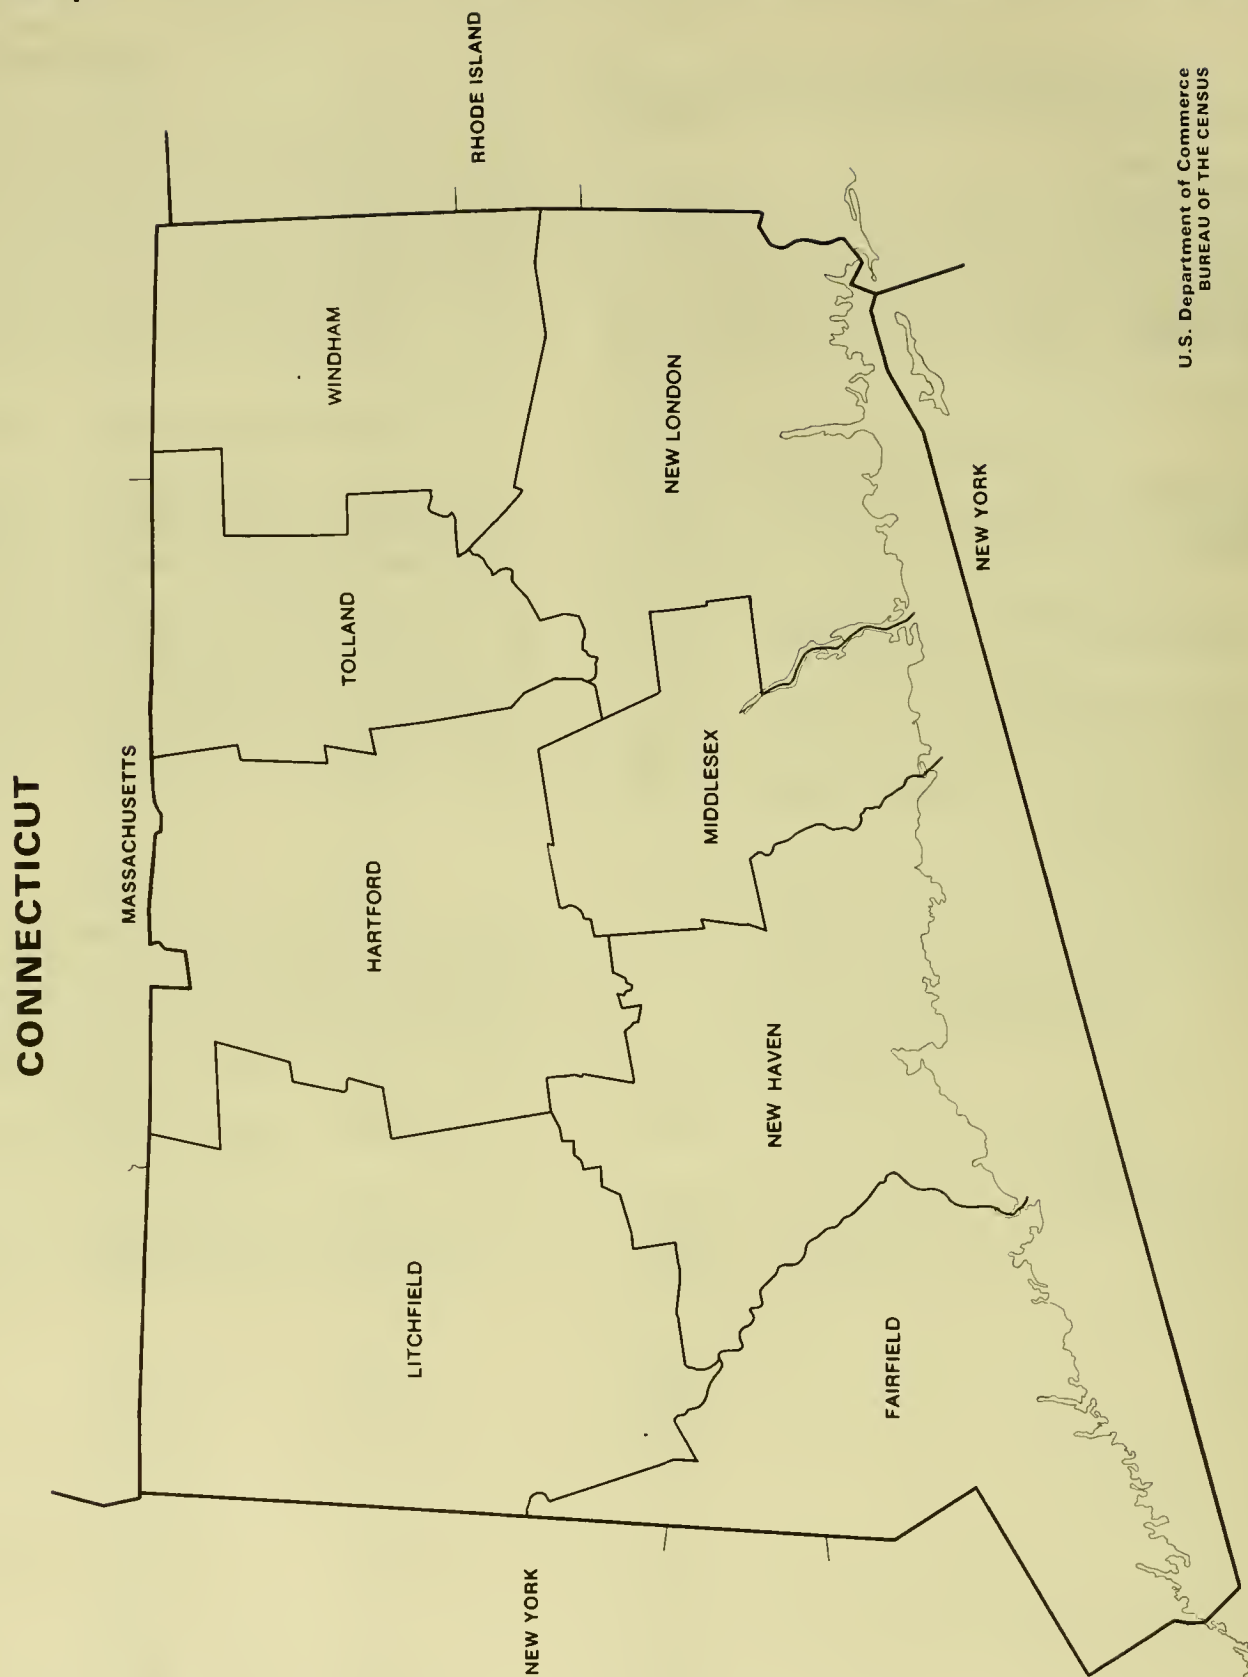 CONNECTICUT
MASSACHUSETTS
RHODE ISLAND
WINDHAM
TOLLAND
HARTFORD
LITCHFIELD
NEW LONDON
MIDDLESEX
NEW HAVEN
FAIRFIELD
NEW YORK
NEW YORK
U.S. Department of Commerce
BUREAU OF THE CENSUS